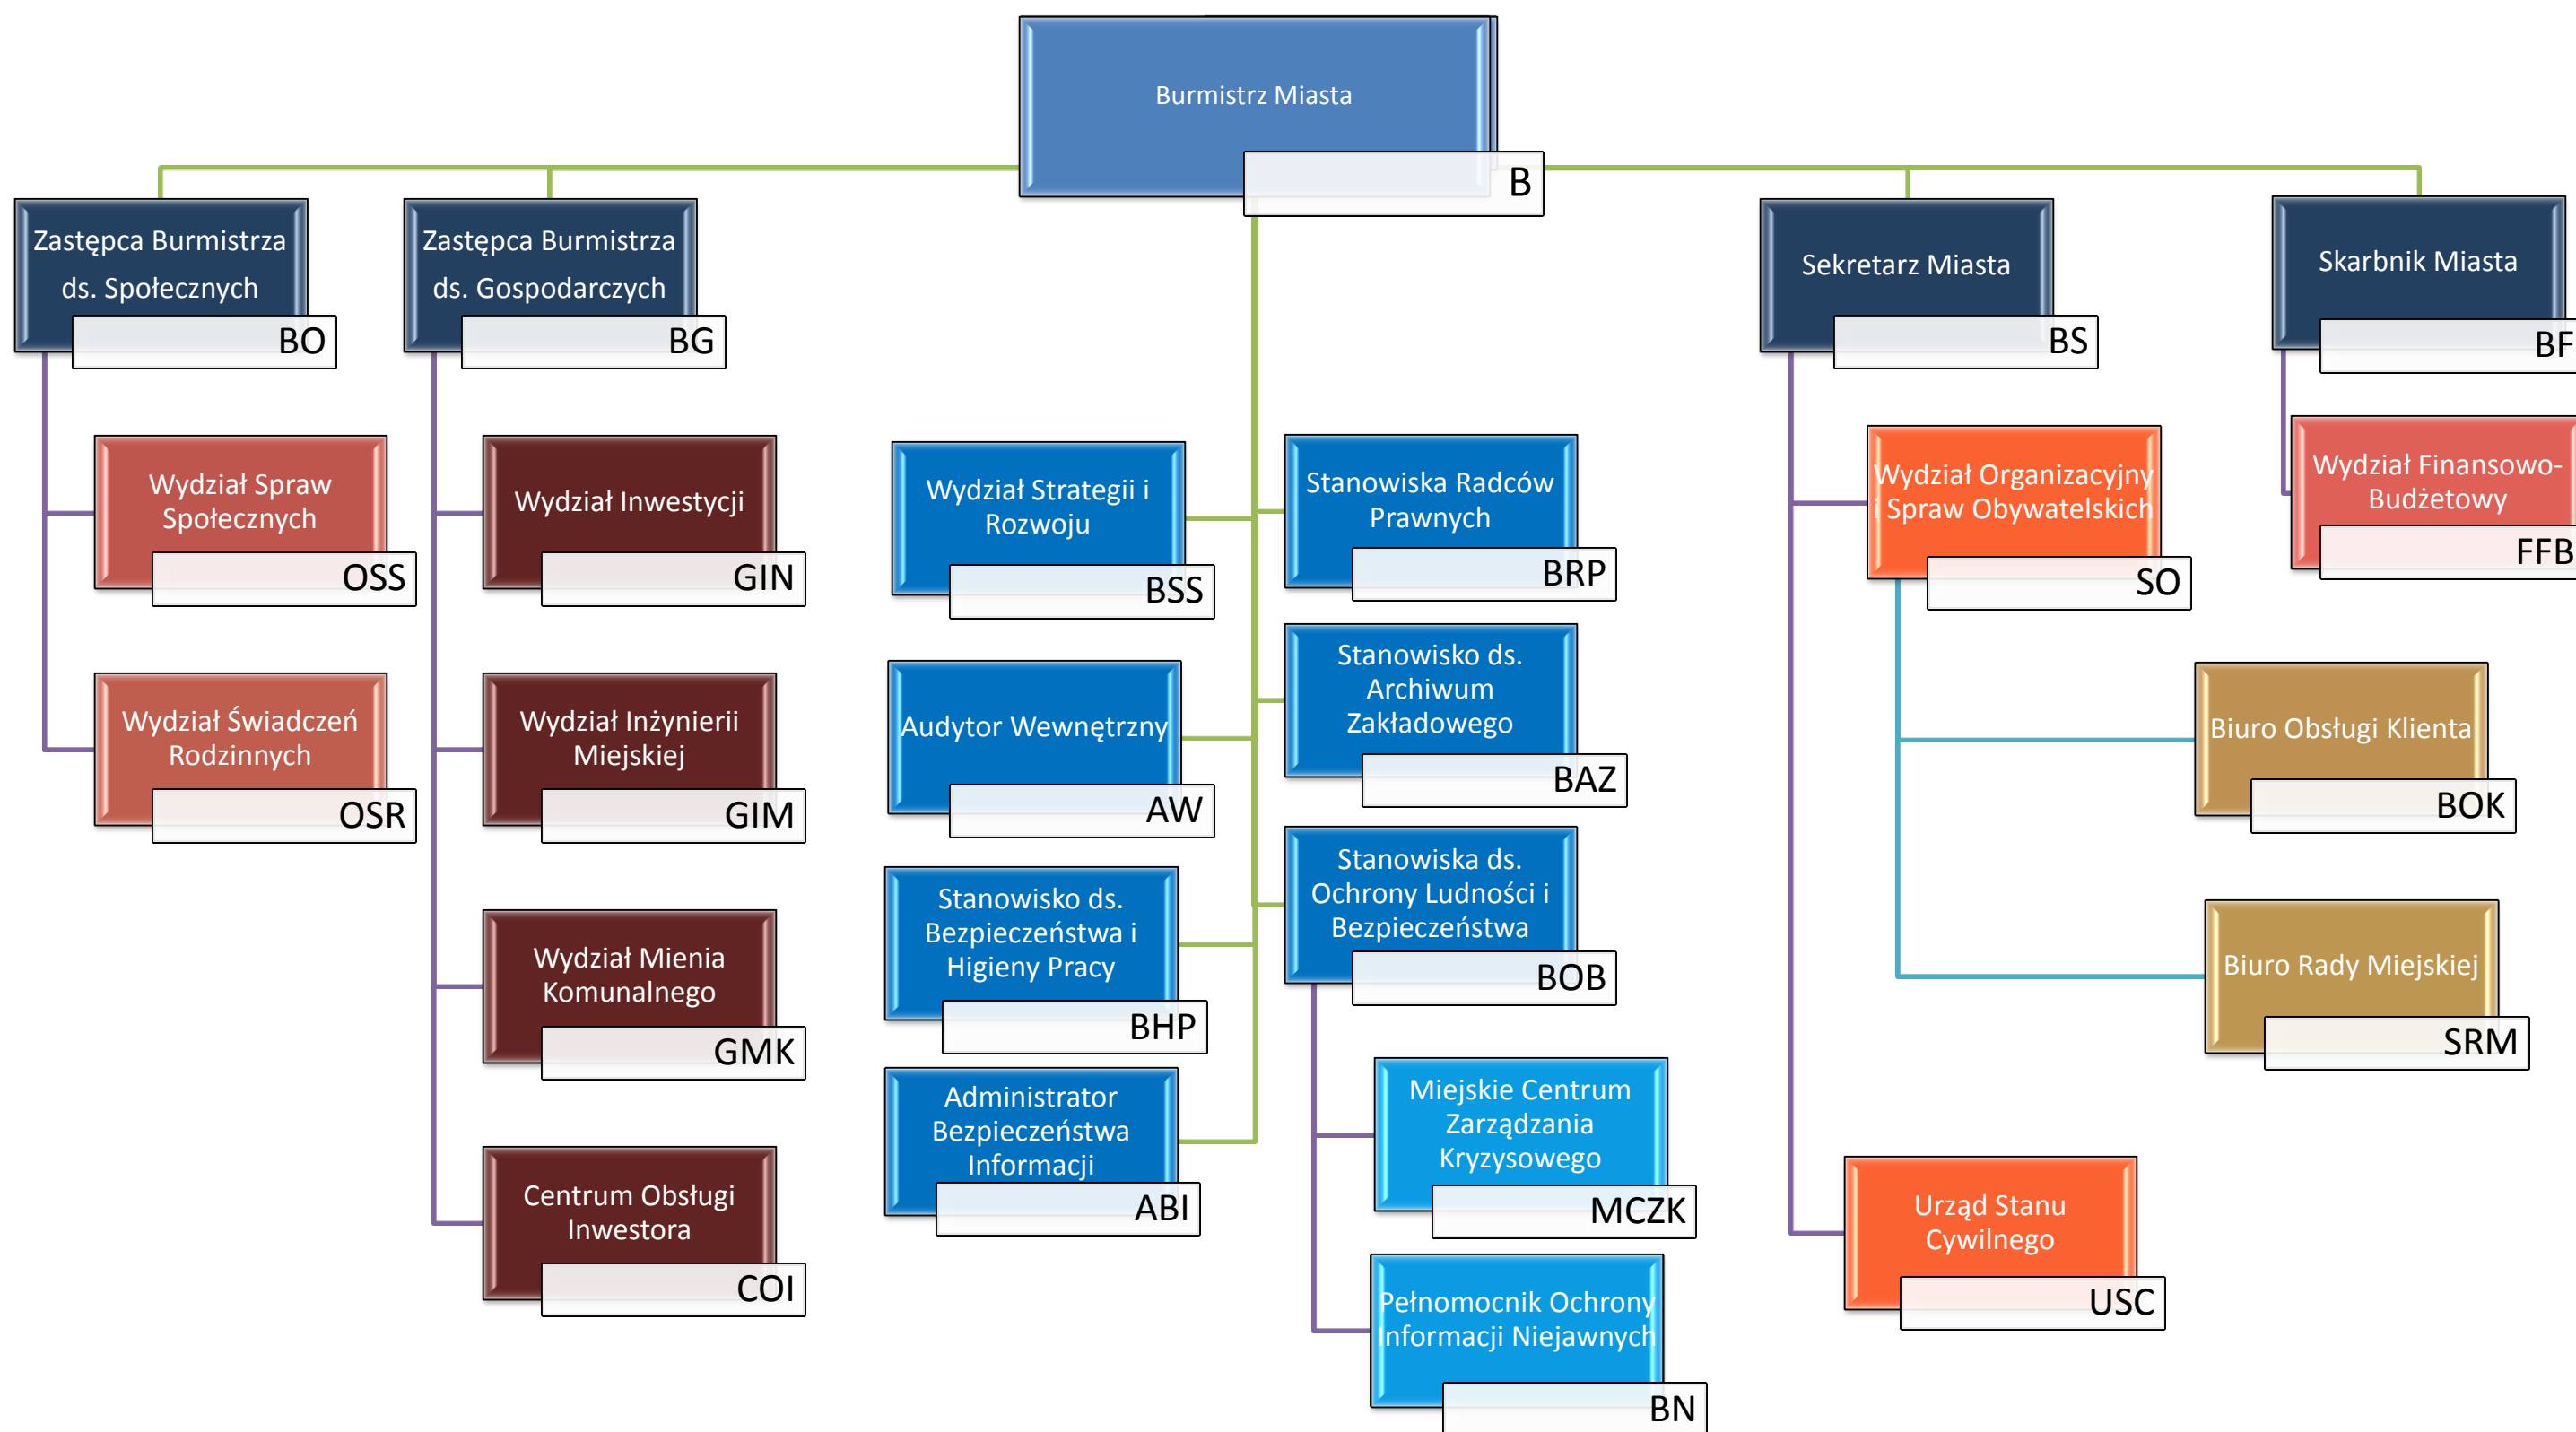 Burmistrz Miasta
B
Zastępca Burmistrza
ds. Społecznych
BO
Wydział Spraw
Społecznych
OSS
Wydział Świadczeń
Rodzinnych
OSR
Zastępca Burmistrza
ds. Gospodarczych
BG
Wydział Inwestycji
GIN
Wydział Inżynierii
Miejskiej
GIM
Wydział Mienia
Komunalnego
GMK
Centrum Obsługi
Inwestora
COI
Wydział Strategii i
Rozwoju
BSS
Audytor Wewnętrzny
AW
Stanowisko ds.
Bezpieczeństwa i
Higieny Pracy
BHP
Administrator
Bezpieczeństwa
Informacji
ABI
Stanowiska Radców
Prawnych
BRP
Stanowisko ds.
Archiwum
Zakładowego
BAZ
Stanowiska ds.
Ochrony Ludności i
Bezpieczeństwa
BOB
Miejskie Centrum
Zarządzania
Kryzysowego
MCZK
Pełnomocnik Ochrony
Informacji Niejawnych
BN
Sekretarz Miasta
BS
Wydział Organizacyjny
i Spraw Obywatelskich
SO
Biuro Obsługi Klienta
BOK
Biuro Rady Miejskiej
SRM
Urząd Stanu
Cywilnego
USC
Skarbnik Miasta
BF
Wydział Finansowo-
Budżetowy
FFB